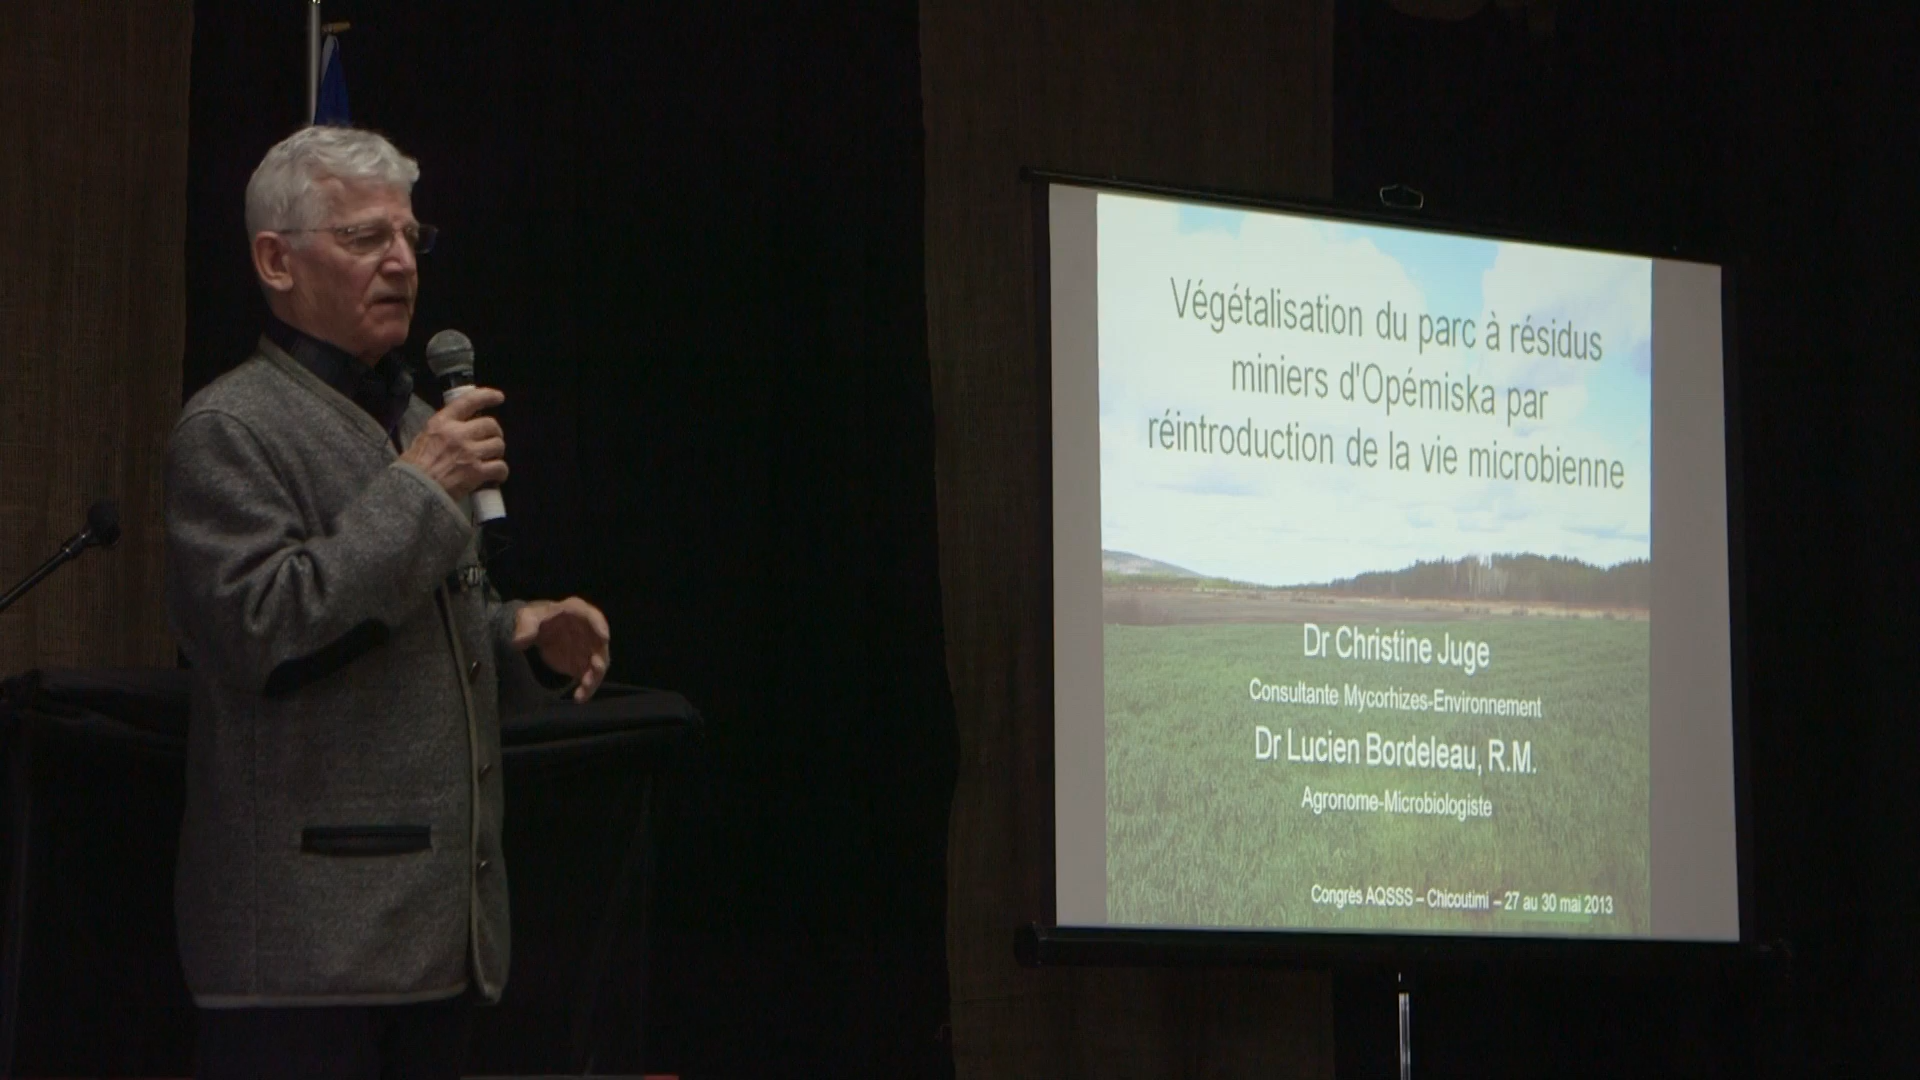 Végétalisation du parc à résidus
miniers d'Opémiska par
réintroduction de la vie microbienne
Dr Christine Juge
Consultante Mycorhizes-Environnement
Dr Lucien Bordeleau, R.M.
Agronome-Microbiologiste
Congrès AQSSS – Chicoutimi – 27 au 30 mai 2013